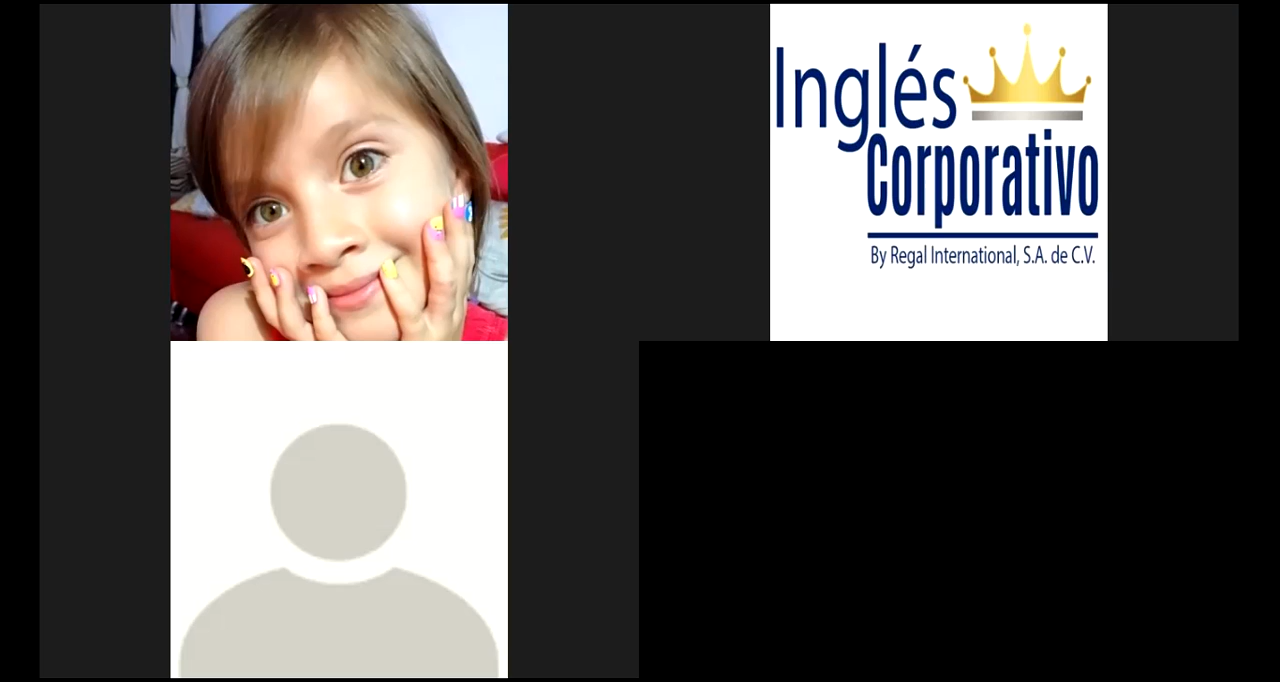 Inglés
Corporativo
By Regal International, S.A. de C.V.